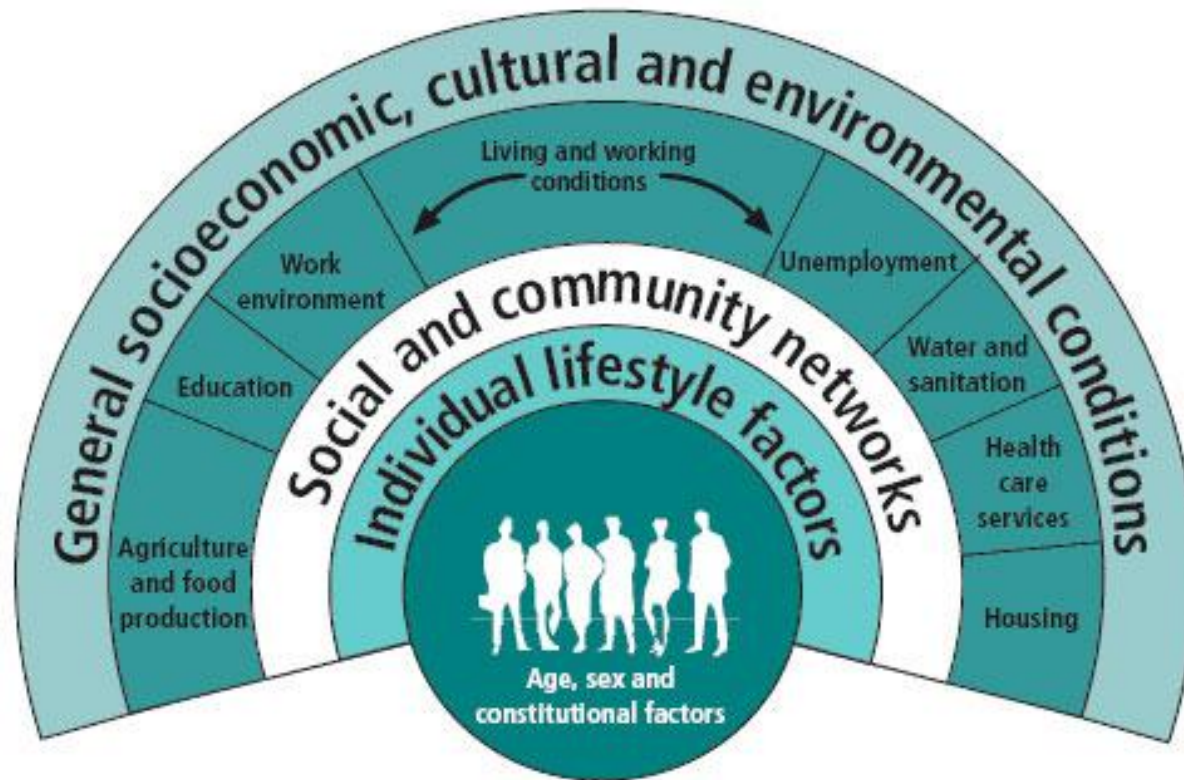 General socioeconomic, cultural and environmental conditions
Living and working
conditions
Work
environment
Unemployment
Education
Water and
sanitation
Agriculture
and food
production
Health
care
services
Housing
Social and community networks
Individual lifestyle factors
Age, sex and
constitutional factors